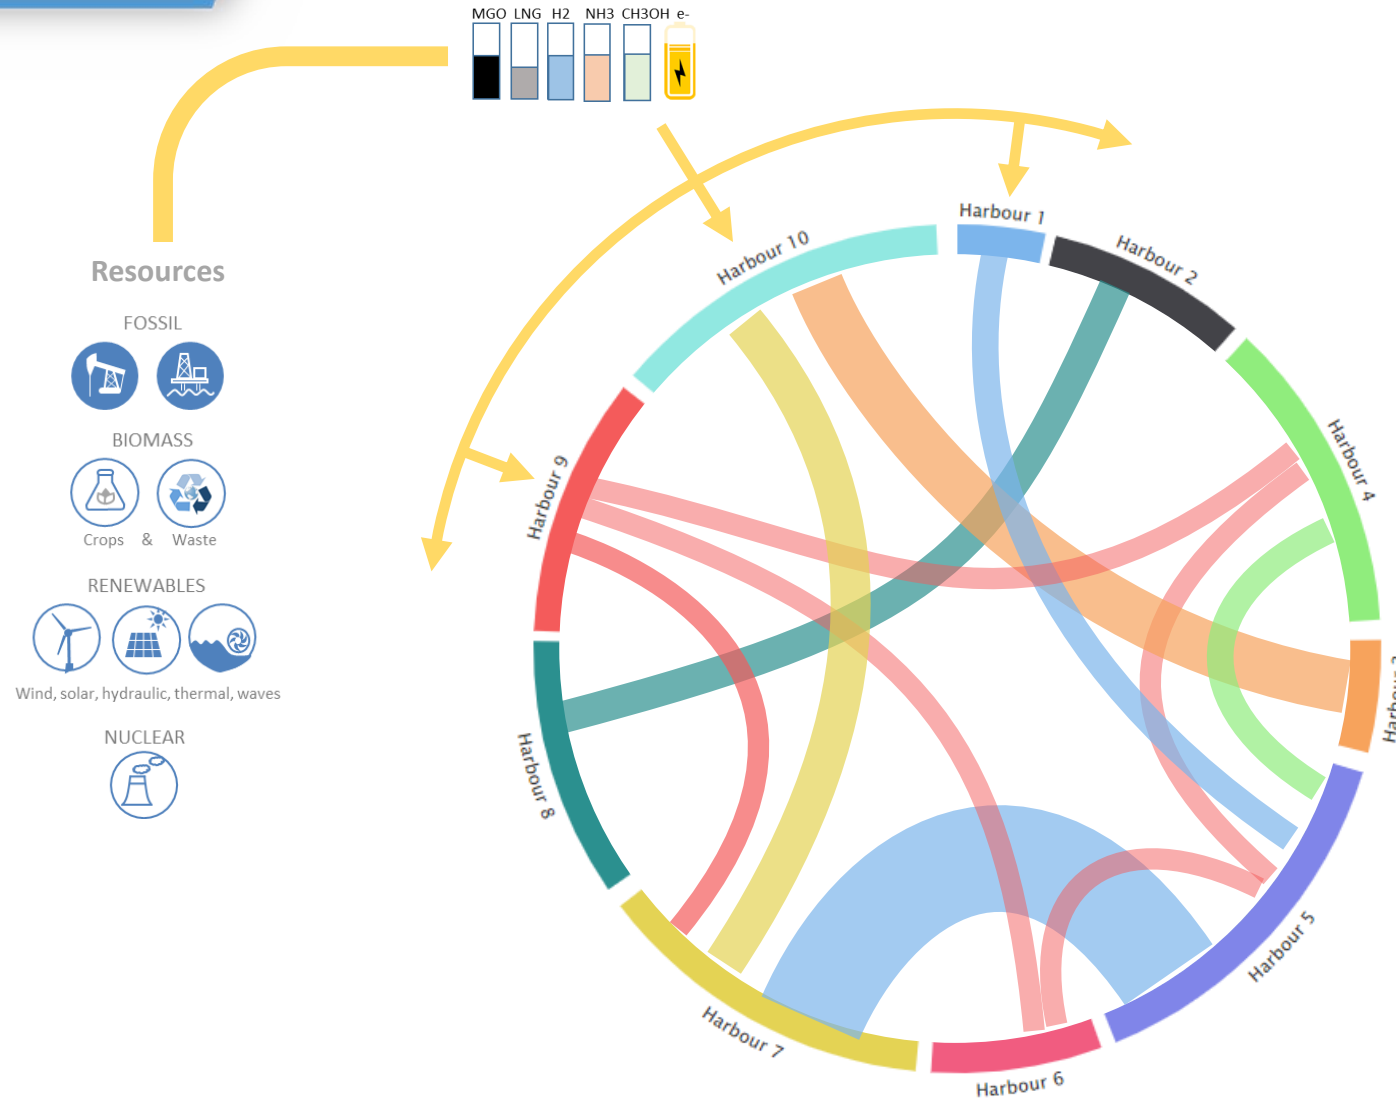 MGO LNG H2 NH3 CH3OH e-
Resources
FOSSIL
BIOMASS
Crops & Waste
RENEWABLES
Wind, solar, hydraulic, thermal, waves
NUCLEAR
Harbour 1
Harbour 2
Harbour 4
Harbour
Harbour 5
Harbour 6
Harbour 7
Harbour 8
Harbour 9
Harbour 10